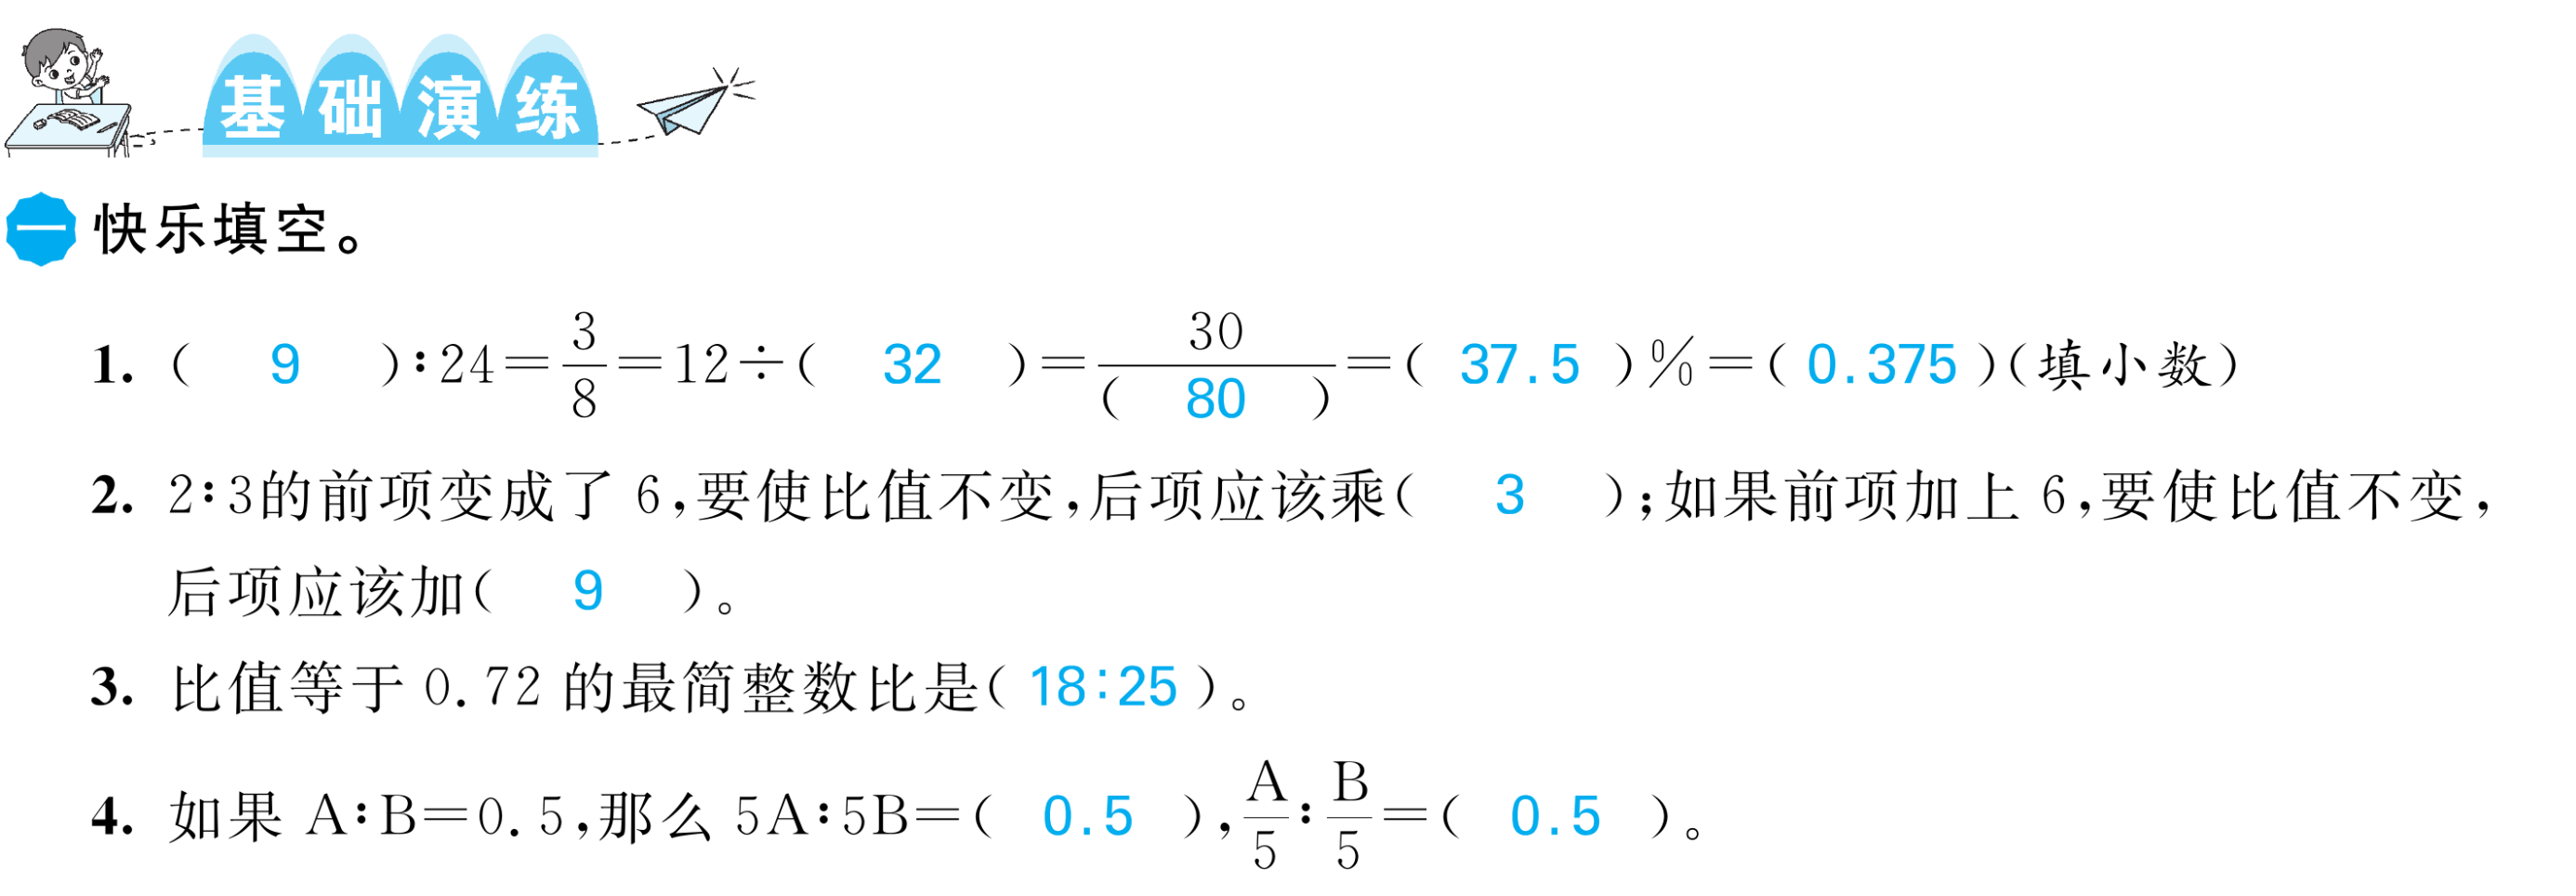 基础演练
一 快乐填空。
1. ( 9 )∶24=3/8=12÷( 32 )=30/( 80 )=( 37.5 )%=( 0.375 )(填小数)
2. 2∶3的前项变成了 6,要使比值不变,后项应该乘( 3 );如果前项加上 6,要使比值不变,
后项应该加( 9 )。
3. 比值等于 0.72 的最简整数比是( 18∶25 )。
4. 如果 A∶B=0.5,那么 5A∶5B=( 0.5 ),A/5∶B/5=( 0.5 )。